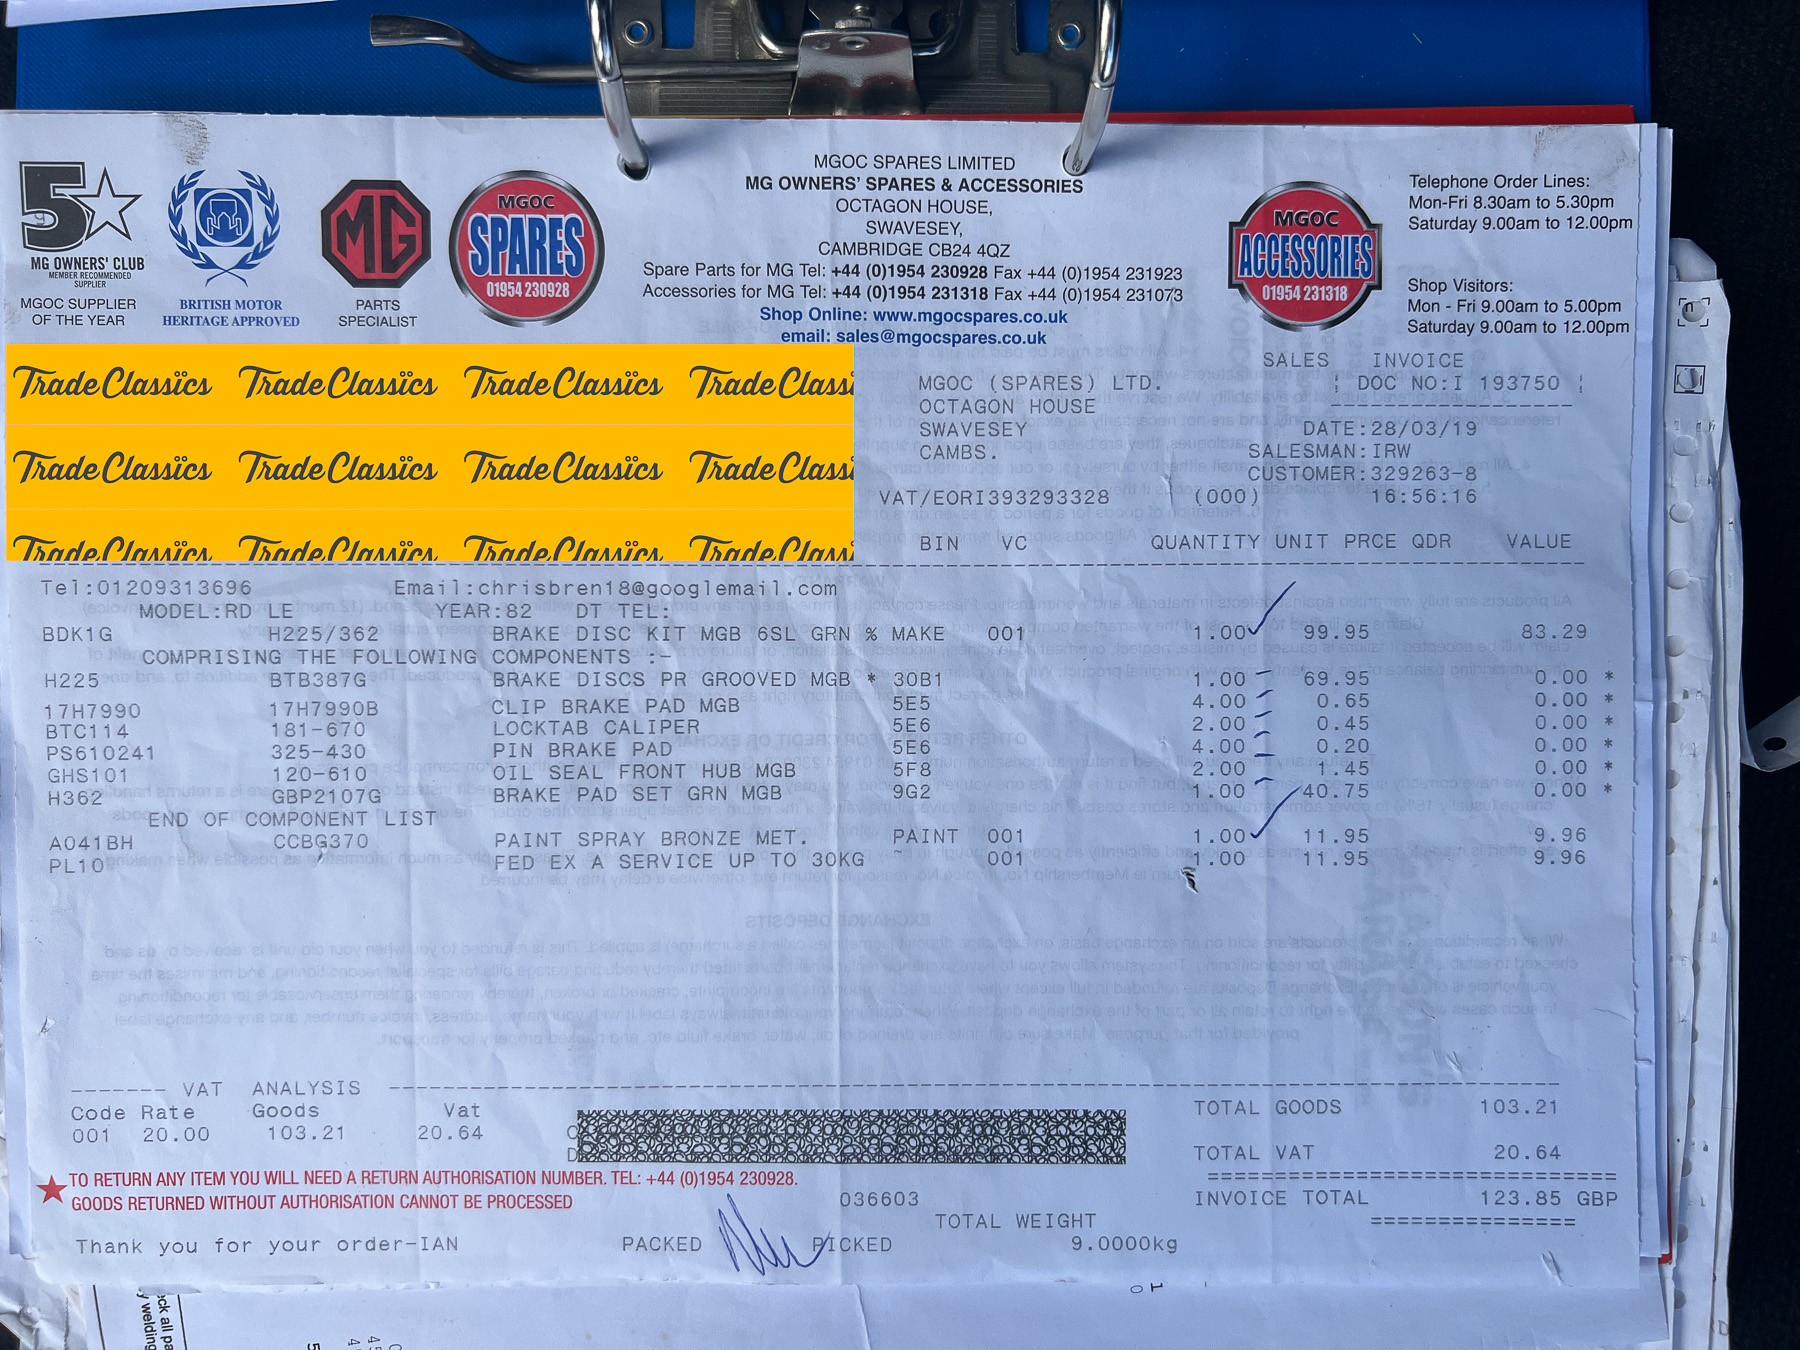 5
MG OWNERS' CLUB
MEMBER RECOMMENDED
SUPPLIER
MGOC SUPPLIER
OF THE YEAR
BRITISH MOTOR
HERITAGE APPROVED
MG
PARTS
SPECIALIST
MGOC
SPARES
01954 230928
MGOC SPARES LIMITED
MG OWNERS' SPARES & ACCESSORIES
OCTAGON HOUSE,
SWAVESEY,
CAMBRIDGE CB24 4QZ
Spare Parts for MG Tel: +44 (0)1954 230928 Fax +44 (0)1954 231923
Accessories for MG Tel: +44 (0)1954 231318 Fax +44 (0)1954 231073
Shop Online: www.mgocspares.co.uk
email: sales@mgocspares.co.uk
MGOC
ACCESSORIES
01954 231318
Telephone Order Lines:
Mon-Fri 8.30am to 5.30pm
Saturday 9.00am to 12.00pm
Shop Visitors:
Mon - Fri 9.00am to 5.00pm
Saturday 9.00am to 12.00pm
Trade Classics Trade Classics Trade Classics Trade Classi
Trade Classics Trade Classics Trade Classics Trade Classi
Trade Classics Trade Classics Trade Classics Trade Classi
SALES INVOICE
MGOC (SPARES) LTD. ¦ DOC NO:I 193750 ¦
OCTAGON HOUSE
SWAVESEY DATE:28/03/19
CAMBS. SALESMAN:IRW
CUSTOMER:329263-8
VAT/EORI393293328 (000) 16:56:16
BIN VC QUANTITY UNIT PRCE QDR VALUE
Tel:01209313696 Email:chrisbren18@googlemail.com
MODEL:RD LE YEAR:82 DT TEL:
BDK1G H225/362 BRAKE DISC KIT MGB 6SL GRN % MAKE 001 1.00 99.95 83.29
COMPRISING THE FOLLOWING COMPONENTS :-
H225 BTB387G BRAKE DISCS PR GROOVED MGB * 30B1 1.00 69.95 0.00 *
17H7990 17H7990B CLIP BRAKE PAD MGB 5E5 4.00 0.65 0.00 *
BTC114 181-670 LOCKTAB CALIPER 5E6 2.00 0.45 0.00 *
PS610241 325-430 PIN BRAKE PAD 5E6 4.00 0.20 0.00 *
GHS101 120-610 OIL SEAL FRONT HUB MGB 5F8 2.00 1.45 0.00 *
H362 GBP2107G BRAKE PAD SET GRN MGB 9G2 1.00 40.75 0.00 *
END OF COMPONENT LIST
A041BH CCBG370 PAINT SPRAY BRONZE MET. PAINT 001 1.00 11.95 9.96
PL10 FED EX A SERVICE UP TO 30KG 001 1.00 11.95 9.96
------- VAT ANALYSIS
Code Rate Goods Vat
001 20.00 103.21 20.64
TOTAL GOODS 103.21
TOTAL VAT 20.64
INVOICE TOTAL 123.85 GBP
TO RETURN ANY ITEM YOU WILL NEED A RETURN AUTHORISATION NUMBER. TEL: +44 (0)1954 230928.
GOODS RETURNED WITHOUT AUTHORISATION CANNOT BE PROCESSED
036603
TOTAL WEIGHT
Thank you for your order-IAN PACKED PICKED 9.0000kg